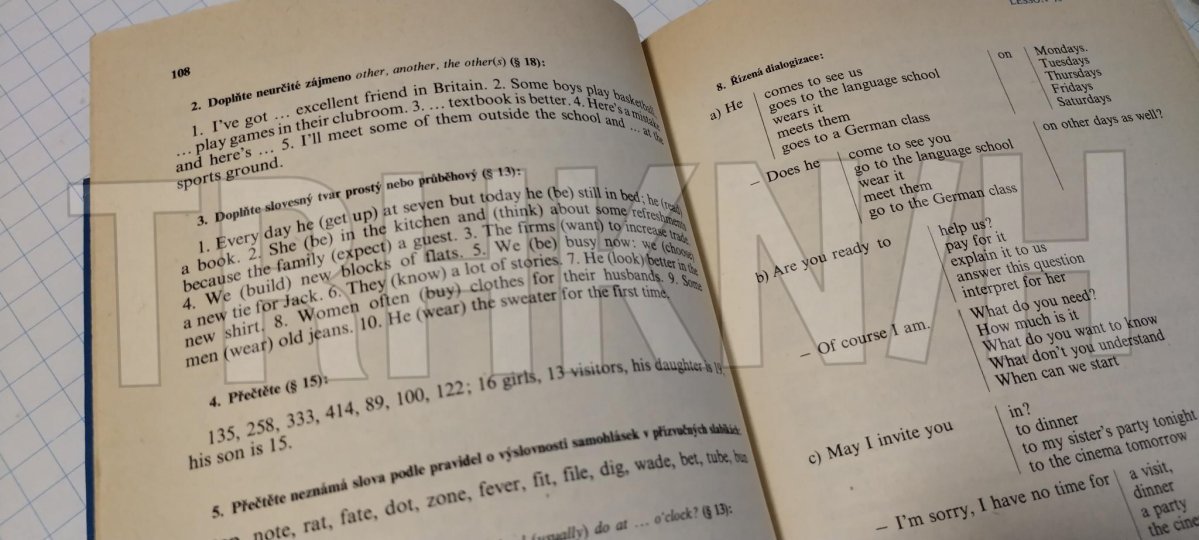 108
2. Doplňte neurčité zájmeno other, another, the other(s) (§ 18):
1. I've got ... excellent friend in Britain. 2. Some boys play basketball,
... play games in their clubroom. 3. ... textbook is better. 4. Here's a mistake
and here's ... 5. I'll meet some of them outside the school and ... at the
sports ground.
3. Doplňte slovesný tvar prostý nebo průběhový (§ 13):
1. Every day he (get up) at seven but today he (be) still in bed; he (read)
a book. 2. She (be) in the kitchen and (think) about some refreshments
because the family (expect) a guest. 3. The firms (want) to increase trade.
4. We (build) new blocks of flats. 5. We (be) busy now: we (choose)
a new tie for Jack. 6. They (know) a lot of stories. 7. He (look) better in the
new shirt. 8. Women often (buy) clothes for their husbands. 9. Some
men (wear) old jeans. 10. He (wear) the sweater for the first time.
4. Přečtěte (§ 15):
135, 258, 333, 414, 89, 100, 122; 16 girls, 13 visitors, his daughter is 19,
his son is 15.
5. Přečtěte neznámá slova podle pravidel o výslovnosti samohlásek v přízvučných slabikách:
note, rat, fate, dot, zone, fever, fit, file, dig, wade, bet, tube, bun
(usually) do at ... o'clock? (§ 13):
LESSON
8. Řízená dialogizace:
a) He
comes to see us
goes to the language school
wears it
meets them
goes to a German class
on
Mondays.
Tuesdays
Thursdays
Fridays
Saturdays
– Does he
come to see you
go to the language school
wear it
meet them
go to the German class
on other days as well?
b) Are you ready to
help us?
pay for it
explain it to us
answer this question
interpret for her
– Of course I am.
What do you need?
How much is it
What do you want to know
What don't you understand
When can we start
c) May I invite you
in?
to dinner
to my sister's party tonight
to the cinema tomorrow
– I'm sorry, I have no time for
a visit,
dinner
a party
the
TRHKNIH